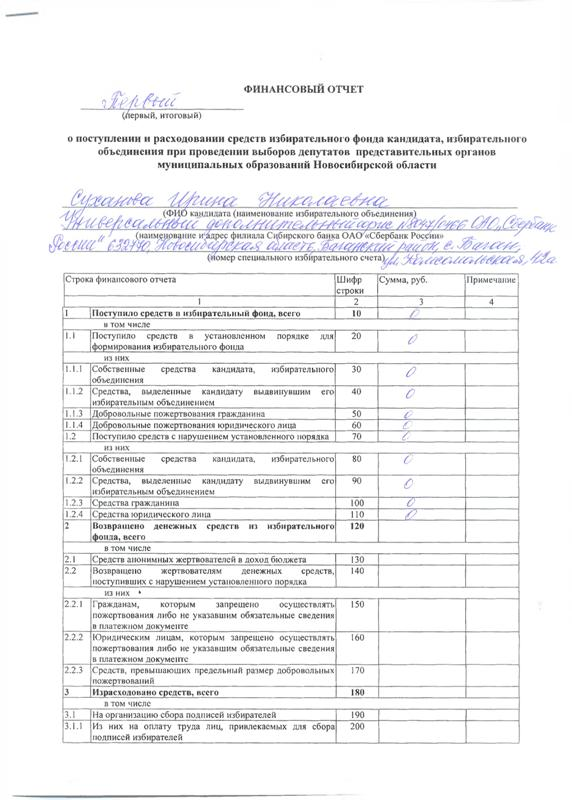 ФИНАНСОВЫЙ ОТЧЕТ
Первый
(первый, итоговый)
о поступлении и расходовании средств избирательного фонда кандидата, избирательного
объединения при проведении выборов депутатов представительных органов
муниципальных образований Новосибирской области
Суханова Ирина Николаевна
(ФИО кандидата (наименование избирательного объединения)
Универсальный дополнительный офис №8047/0466 ОАО „Сбербанк
(наименование и адрес филиала Сибирского банка ОАО «Сбербанк России»
России" 632770, Новосибирская область, Баганский район, с. Баган,
(номер специального избирательного счета) ул. Комсомольская, 12а
Строка финансового отчета Шифр строки Сумма, руб. Примечание
1 2 3 4
1 Поступило средств в избирательный фонд, всего 10 0
в том числе
1.1 Поступило средств в установленном порядке для 20 0
формирования избирательного фонда
из них
1.1.1 Собственные средства кандидата, избирательного 30 0
объединения
1.1.2 Средства, выделенные кандидату выдвинувшим его 40 0
избирательным объединением
1.1.3 Добровольные пожертвования гражданина 50 0
1.1.4 Добровольные пожертвования юридического лица 60 0
1.2 Поступило средств с нарушением установленного порядка 70 0
из них
1.2.1 Собственные средства кандидата, избирательного 80 0
объединения
1.2.2 Средства, выделенные кандидату выдвинувшим его 90 0
избирательным объединением
1.2.3 Средства гражданина 100 0
1.2.4 Средства юридического лица 110 0
2 Возвращено денежных средств из избирательного 120
фонда, всего
в том числе
2.1 Средств анонимных жертвователей в доход бюджета 130
2.2 Возвращено жертвователям денежных средств, 140
поступивших с нарушением установленного порядка
из них
2.2.1 Гражданам, которым запрещено осуществлять 150
пожертвования либо не указавшим обязательные сведения
в платежном документе
2.2.2 Юридическим лицам, которым запрещено осуществлять 160
пожертвования либо не указавшим обязательные сведения
в платежном документе
2.2.3 Средств, превышающих предельный размер добровольных 170
пожертвований
3 Израсходовано средств, всего 180
в том числе
3.1 На организацию сбора подписей избирателей 190
3.1.1 Из них на оплату труда лиц, привлекаемых для сбора 200
подписей избирателей